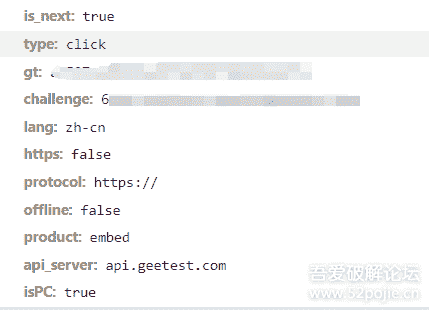 is_next: true
type: click
gt:
challenge: 6
lang: zh-cn
https: false
protocol: https://
offline: false
product: embed
api_server: api.geetest.com
isPC: true
吾爱破解论坛
www.52pojie.cn